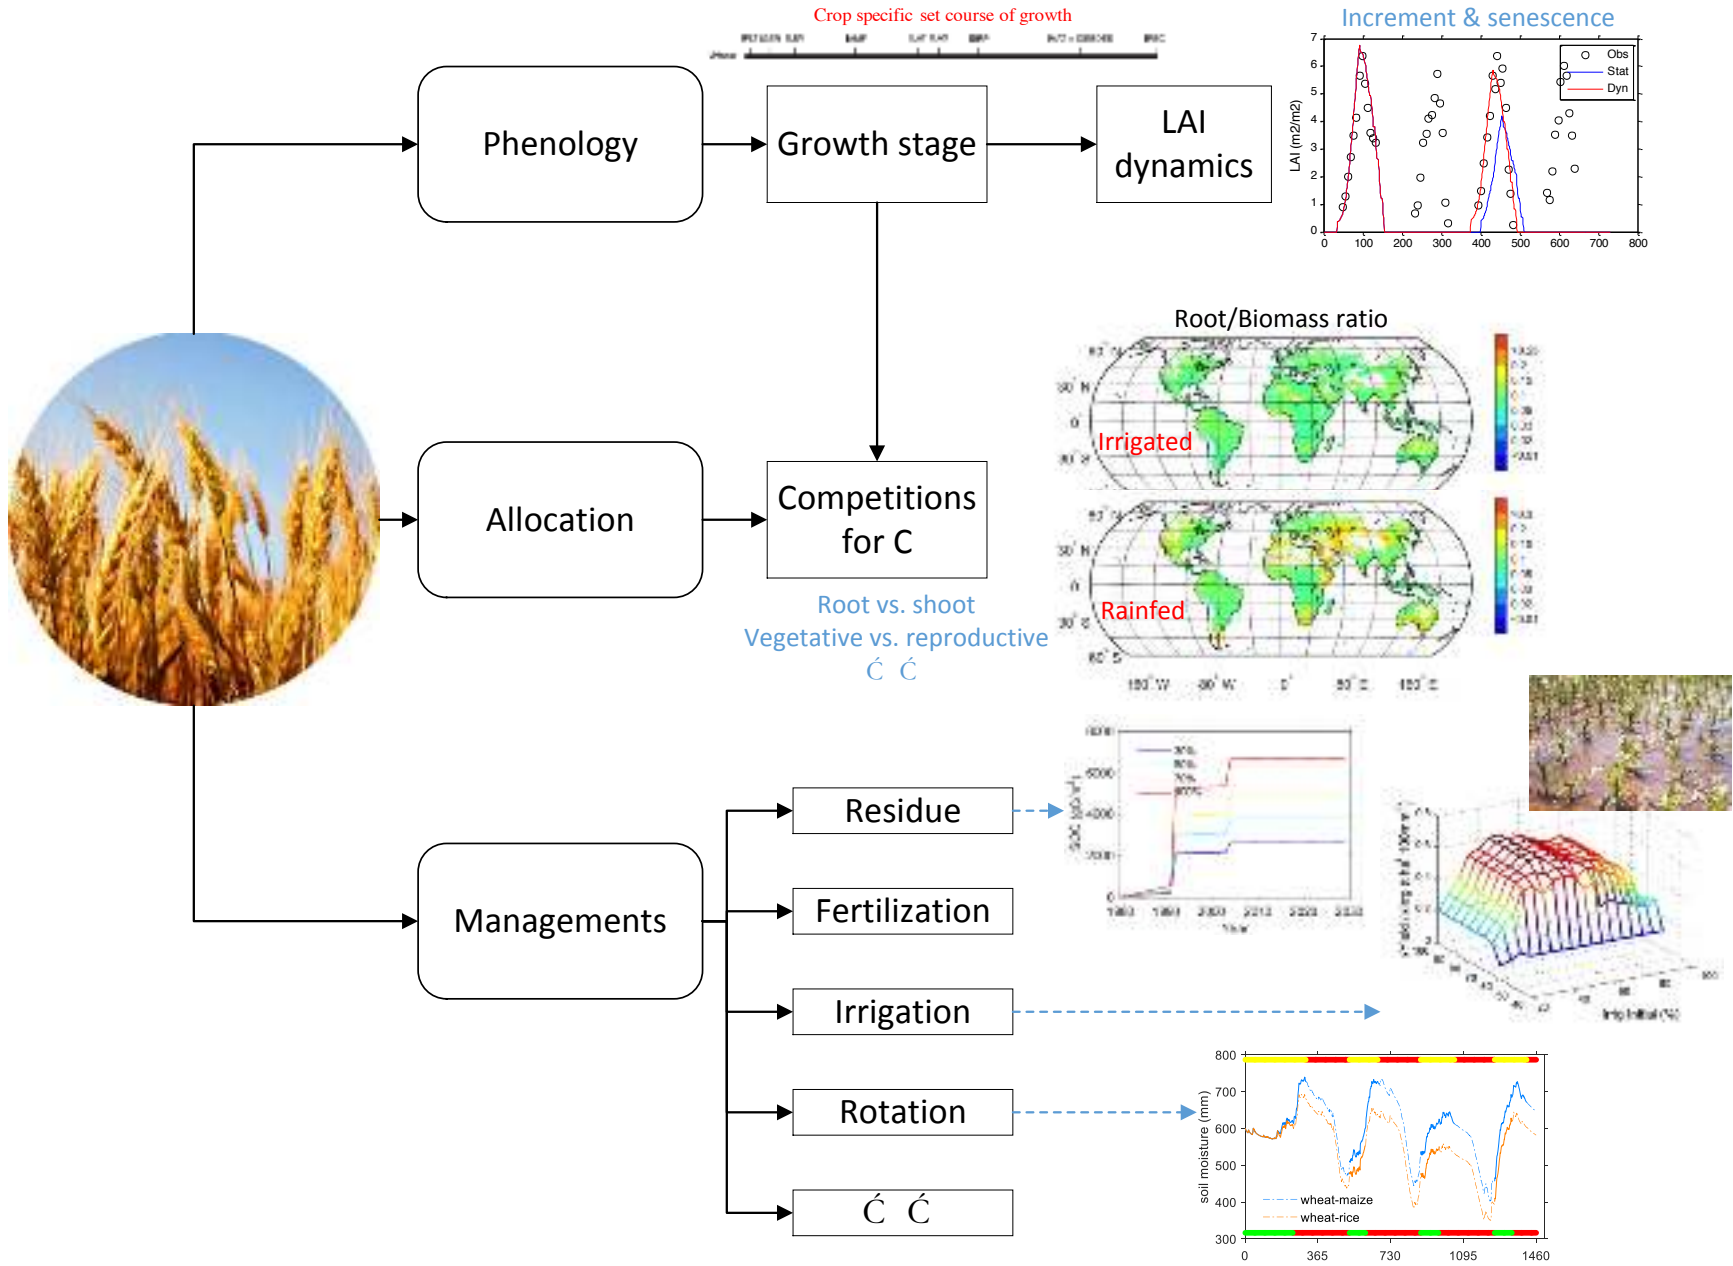 Crop specific set course of growth
Increment & senescence
Phenology
Growth stage
LAI
dynamics
LAI (m2/m2)
7
6
5
4
3
2
1
0
0 100 200 300 400 500 600 700 800
Obs
Stat
Dyn
Root/Biomass ratio
Irrigated
Rainfed
Allocation
Competitions
for C
Root vs. shoot
Vegetative vs. reproductive
Ć Ć
Managements
Residue
Fertilization
Irrigation
Rotation
Ć Ć
Year
Irrig Initial (%)
soil moisture (mm)
800
700
600
500
400
300
wheat-maize
wheat-rice
0 365 730 1095 1460